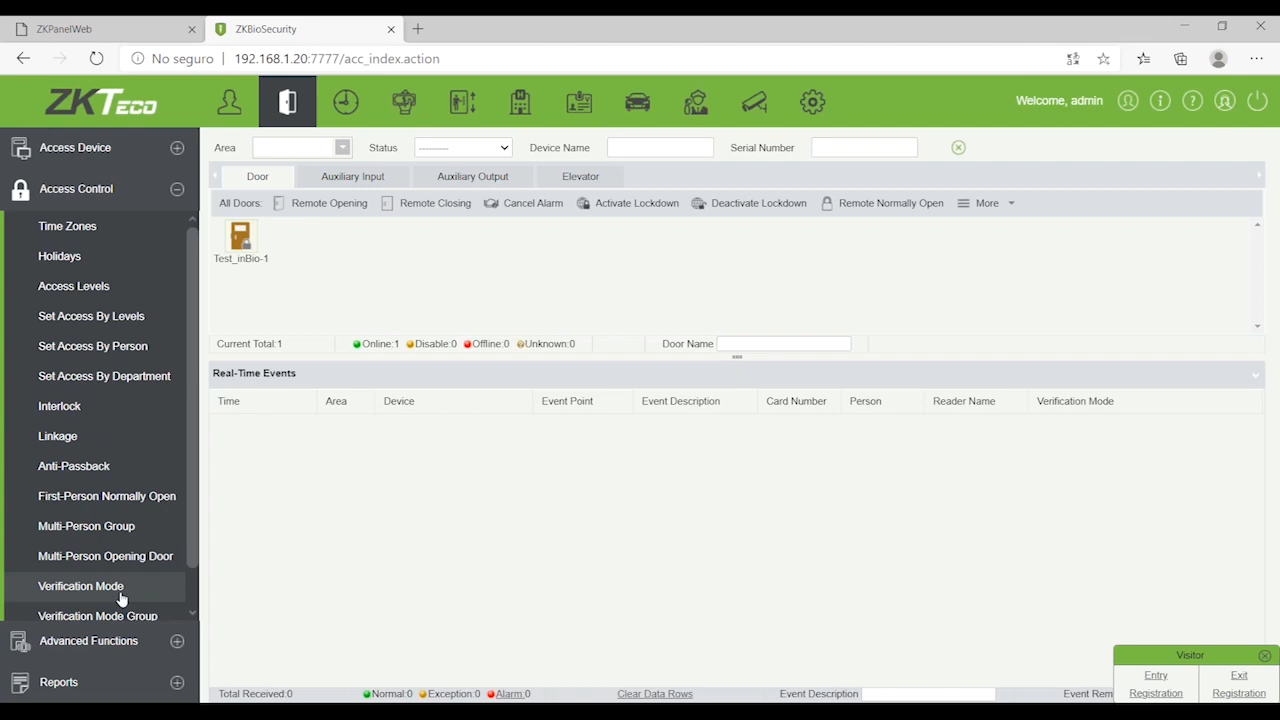 ZKPanelWeb
ZKBioSecurity
No seguro | 192.168.1.20:7777/acc_index.action
ZKTECO
Welcome, admin
Access Device
Access Control
Time Zones
Holidays
Access Levels
Set Access By Levels
Set Access By Person
Set Access By Department
Interlock
Linkage
Anti-Passback
First-Person Normally Open
Multi-Person Group
Multi-Person Opening Door
Verification Mode
Verification Mode Group
Advanced Functions
Reports
Area Status ---------- Device Name Serial Number
Door Auxiliary Input Auxiliary Output Elevator
All Doors: Remote Opening Remote Closing Cancel Alarm Activate Lockdown Deactivate Lockdown Remote Normally Open More
Test_inBio-1
Current Total:1 Online:1 Disable:0 Offline:0 Unknown:0 Door Name
Real-Time Events
Time Area Device Event Point Event Description Card Number Person Reader Name Verification Mode
Total Received:0 Normal:0 Exception:0 Alarm:0 Clear Data Rows Event Description Event Rem
Visitor
Entry Exit
Registration Registration